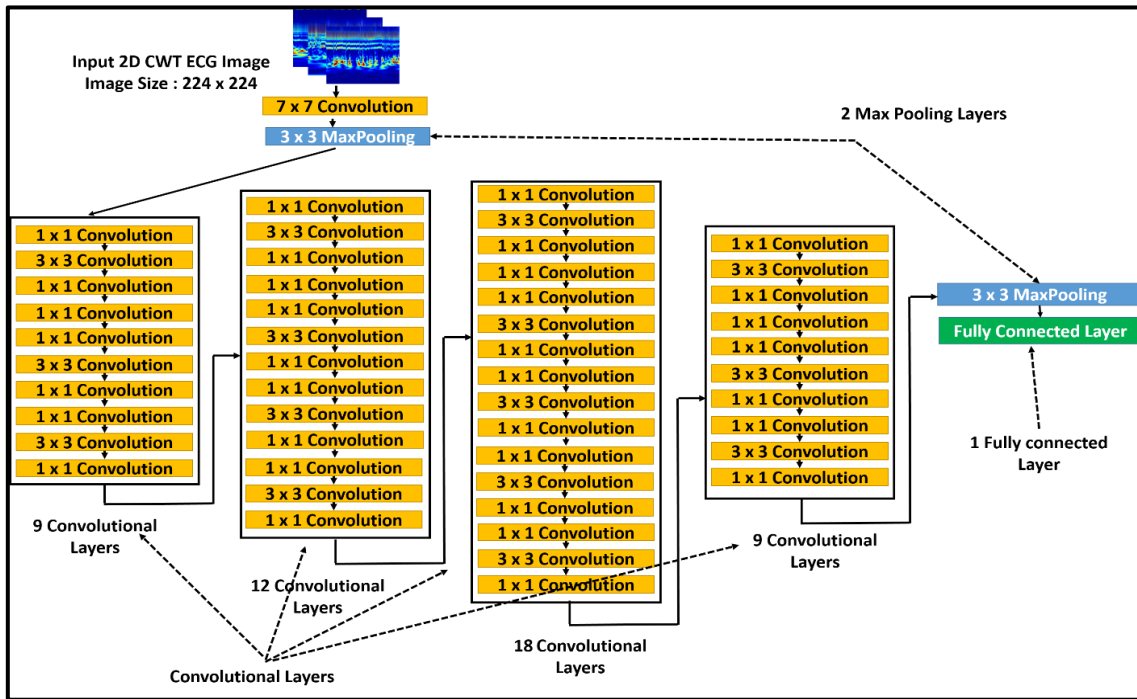 Input 2D CWT ECG Image
Image Size : 224 x 224
7 x 7 Convolution
3 x 3 MaxPooling
2 Max Pooling Layers
1 x 1 Convolution
3 x 3 Convolution
1 x 1 Convolution
1 x 1 Convolution
1 x 1 Convolution
3 x 3 Convolution
1 x 1 Convolution
1 x 1 Convolution
3 x 3 Convolution
1 x 1 Convolution
9 Convolutional
Layers
1 x 1 Convolution
3 x 3 Convolution
1 x 1 Convolution
1 x 1 Convolution
1 x 1 Convolution
3 x 3 Convolution
1 x 1 Convolution
1 x 1 Convolution
3 x 3 Convolution
1 x 1 Convolution
1 x 1 Convolution
3 x 3 Convolution
1 x 1 Convolution
12 Convolutional
Layers
1 x 1 Convolution
3 x 3 Convolution
1 x 1 Convolution
1 x 1 Convolution
1 x 1 Convolution
3 x 3 Convolution
1 x 1 Convolution
1 x 1 Convolution
3 x 3 Convolution
1 x 1 Convolution
1 x 1 Convolution
3 x 3 Convolution
1 x 1 Convolution
1 x 1 Convolution
3 x 3 Convolution
1 x 1 Convolution
18 Convolutional
Layers
1 x 1 Convolution
3 x 3 Convolution
1 x 1 Convolution
1 x 1 Convolution
1 x 1 Convolution
3 x 3 Convolution
1 x 1 Convolution
1 x 1 Convolution
3 x 3 Convolution
1 x 1 Convolution
9 Convolutional
Layers
3 x 3 MaxPooling
Fully Connected Layer
1 Fully connected
Layer
Convolutional Layers